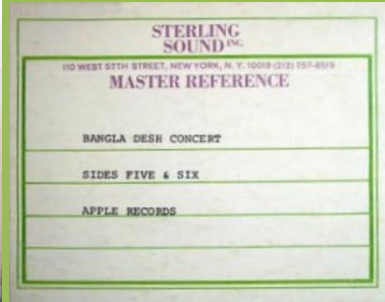 STERLING
SOUND INC.
110 WEST 57TH STREET, NEW YORK, N. Y. 10019 (212) 757-8519
MASTER REFERENCE
BANGLA DESH CONCERT
SIDES FIVE & SIX
APPLE RECORDS